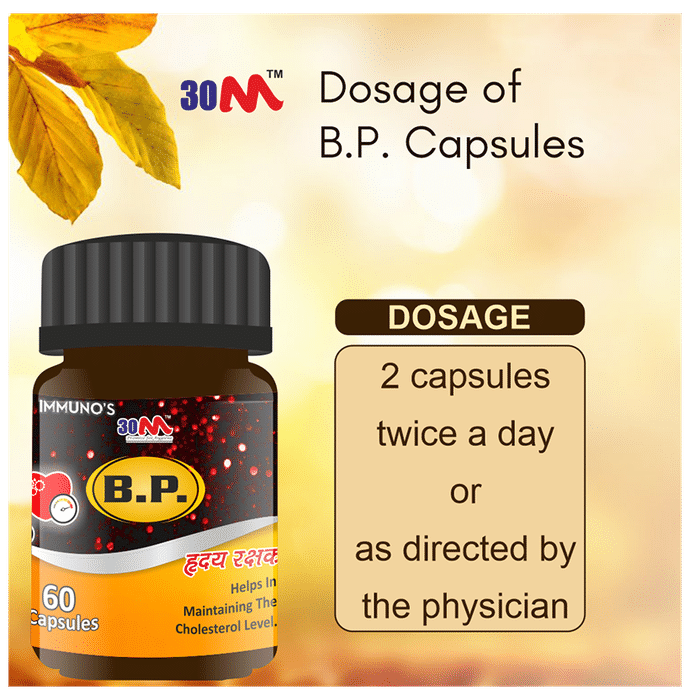 30M™
Dosage of
B.P. Capsules
DOSAGE
2 capsules
twice a day
or
as directed by
the physician
IMMUNO'S
30M
B.P.
हृदय रक्षक
60
Capsules
Helps In
Maintaining The
Cholesterol Level.